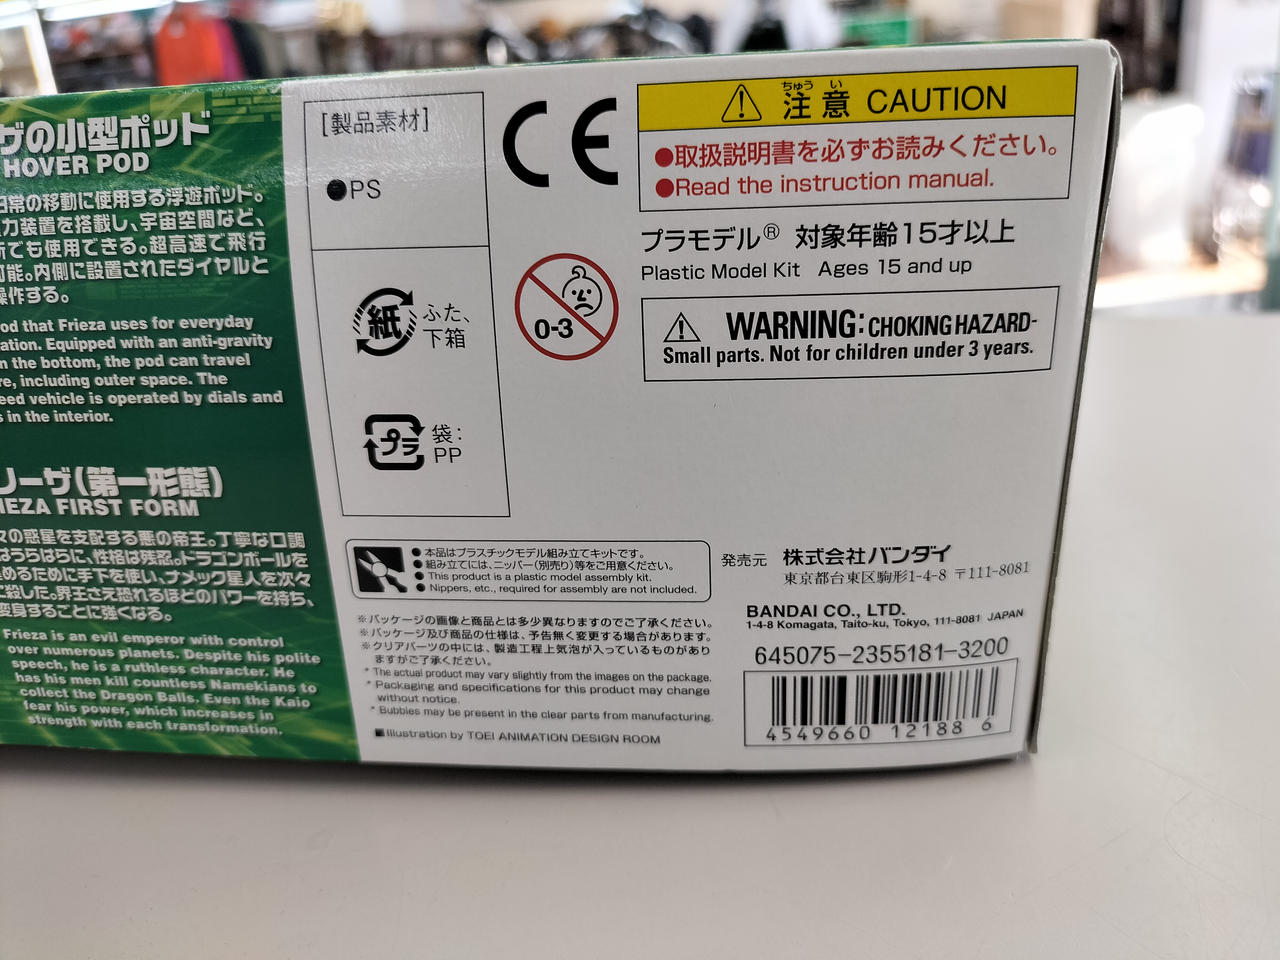 ザの小型ポッド
HOVER POD
日常の移動に使用する浮遊ポッド。
力装置を搭載し、宇宙空間など、
でも使用できる。超高速で飛行
可能。内側に設置されたダイヤルと
操作する。
od that Frieza uses for everyday
ation. Equipped with an anti-gravity
n the bottom, the pod can travel
re, including outer space. The
eed vehicle is operated by dials and
s in the interior.
リーザ(第一形態)
IEZA FIRST FORM
々の惑星を支配する悪の帝王。丁寧な口調
はうらはらに、性格は残忍。ドラゴンボールを
めるために手下を使い、ナメック星人を次々
に殺した。界王さえ恐れるほどのパワーを持ち、
変身するごとに強くなる。
Frieza is an evil emperor with control
over numerous planets. Despite his polite
speech, he is a ruthless character. He
has his men kill countless Namekians to
collect the Dragon Balls. Even the Kaio
fear his power, which increases in
strength with each transformation.
[製品素材]
●PS
紙 ふた、
下箱
プラ 袋:
PP
CE
ちゅう い
注意 CAUTION
●取扱説明書を必ずお読みください。
●Read the instruction manual.
プラモデル® 対象年齢15才以上
Plastic Model Kit Ages 15 and up
0-3
WARNING: CHOKING HAZARD-
Small parts. Not for children under 3 years.
●本品はプラスチックモデル組み立てキットです。
●組み立てには、ニッパー(別売り)等をご用意ください。
●This product is a plastic model assembly kit.
●Nippers, etc., required for assembly are not included.
※パッケージの画像と商品とは多少異なりますのでご了承ください。
※パッケージ及び商品の仕様は、予告無く変更する場合があります。
※クリアパーツの中には、製造工程上気泡が入っているものがあり
ますがご了承ください。
* The actual product may vary slightly from the images on the package.
* Packaging and specifications for this product may change
without notice.
* Bubbles may be present in the clear parts from manufacturing.
■Illustration by TOEI ANIMATION DESIGN ROOM
発売元 株式会社バンダイ
東京都台東区駒形1-4-8 〒111-8081
BANDAI CO., LTD.
1-4-8 Komagata, Taito-ku, Tokyo, 111-8081 JAPAN
645075-2355181-3200
4549660 12188 6